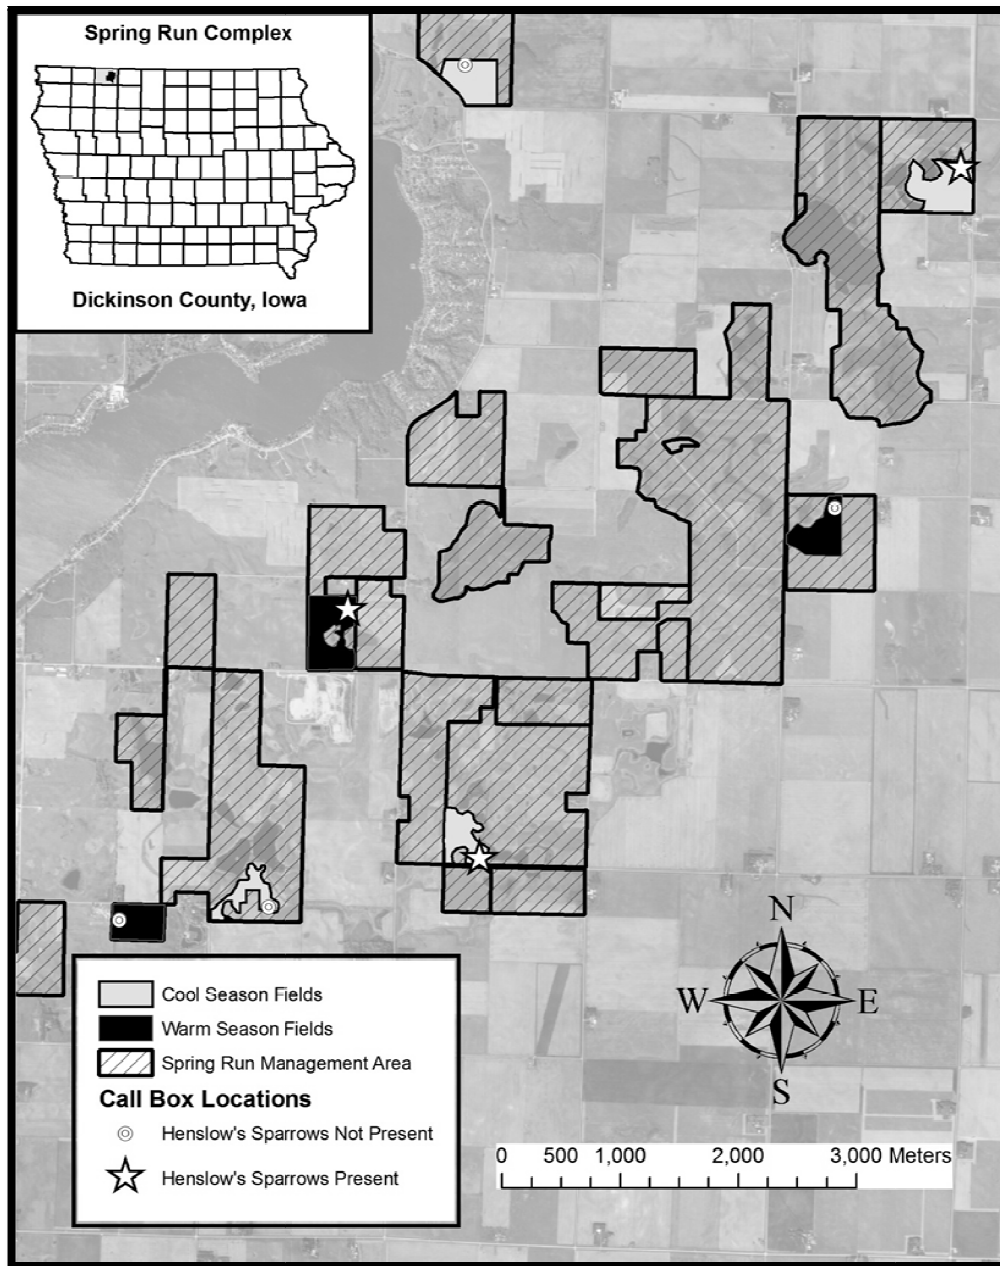 Spring Run Complex
Dickinson County, Iowa
Cool Season Fields
Warm Season Fields
Spring Run Management Area
Call Box Locations
Henslow's Sparrows Not Present
Henslow's Sparrows Present
N
W E
S
0 500 1,000 2,000 3,000 Meters